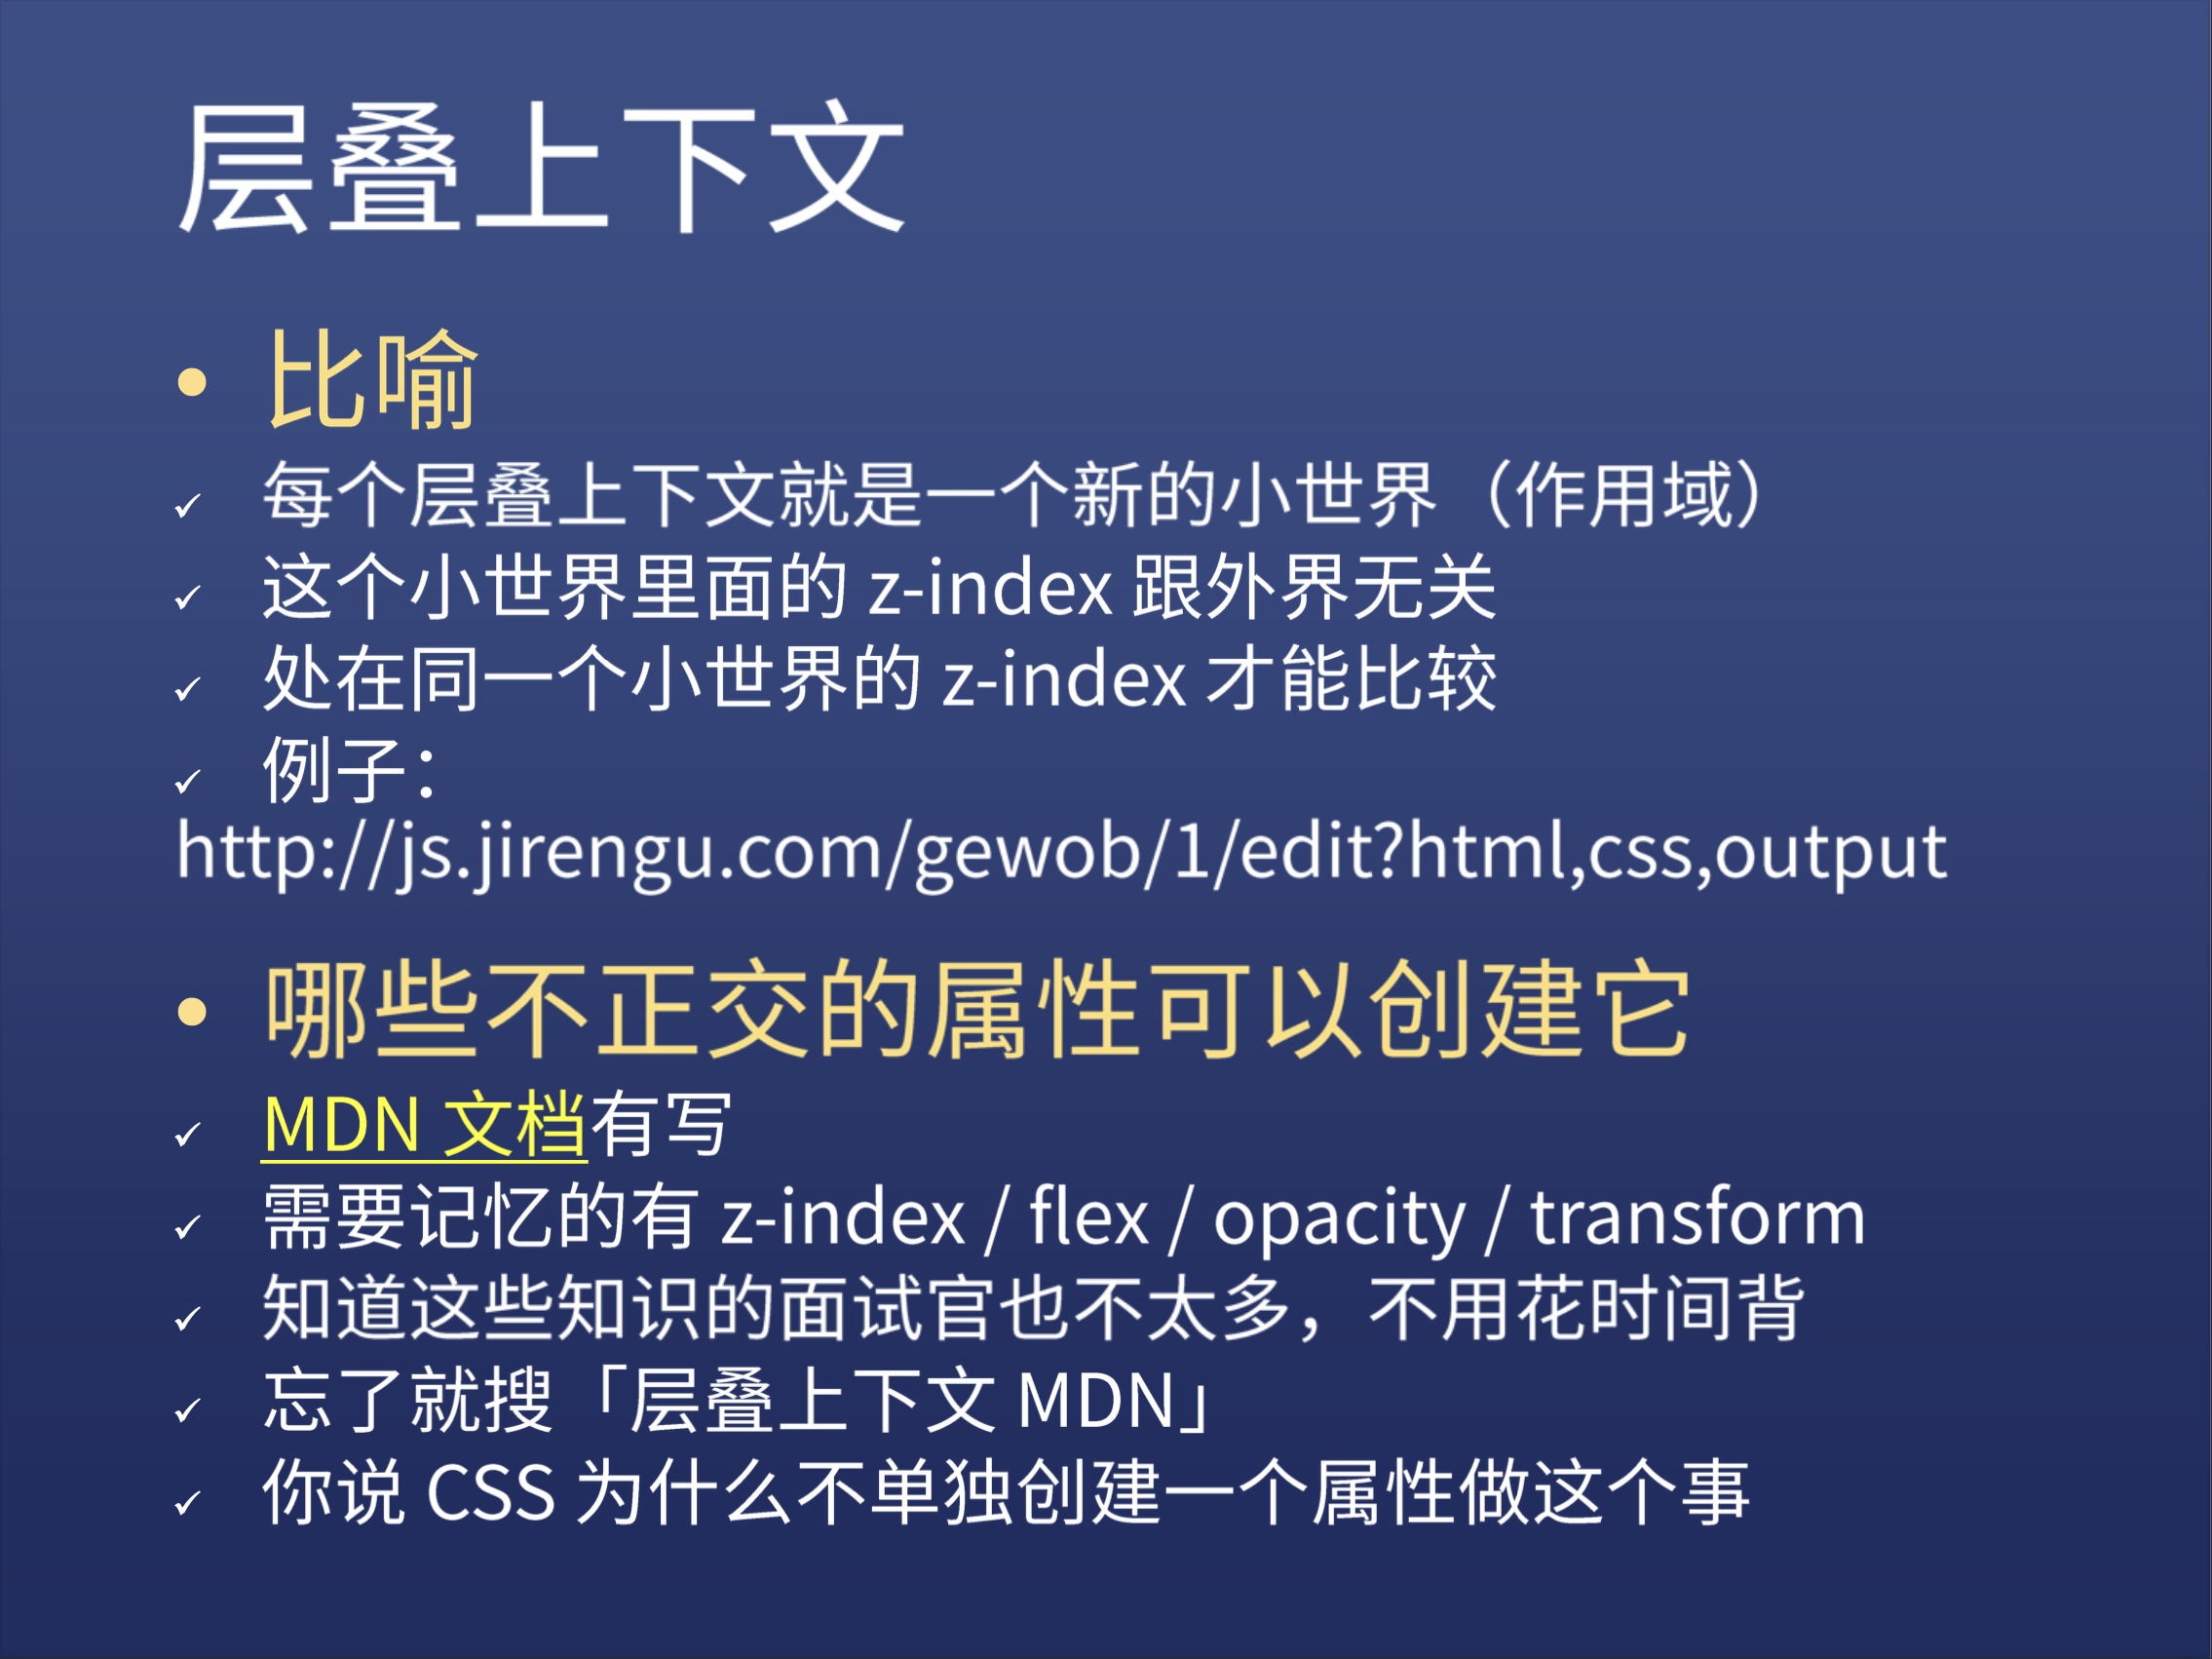 层叠上下文
• 比喻
✓ 每个层叠上下文就是一个新的小世界（作用域）
✓ 这个小世界里面的 z-index 跟外界无关
✓ 处在同一个小世界的 z-index 才能比较
✓ 例子：
http://js.jirengu.com/gewob/1/edit?html,css,output
• 哪些不正交的属性可以创建它
✓ MDN 文档有写
✓ 需要记忆的有 z-index / flex / opacity / transform
✓ 知道这些知识的面试官也不太多，不用花时间背
✓ 忘了就搜「层叠上下文 MDN」
✓ 你说 CSS 为什么不单独创建一个属性做这个事